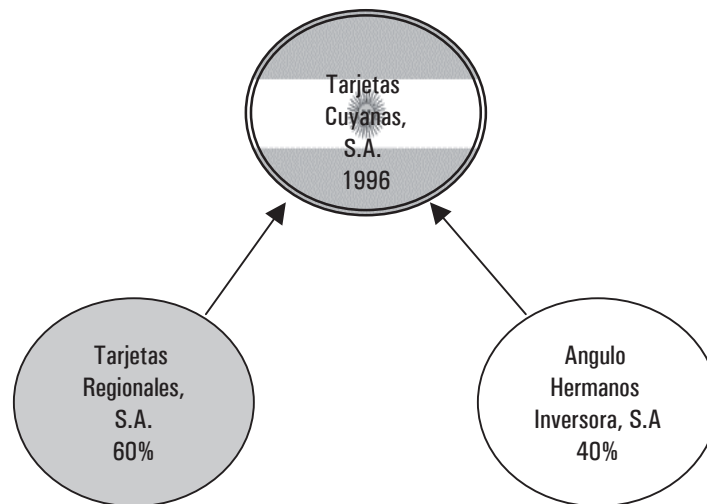 Tarjetas
Cuyanas,
S.A.
1996
Tarjetas
Regionales,
S.A.
60%
Angulo
Hermanos
Inversora, S.A
40%